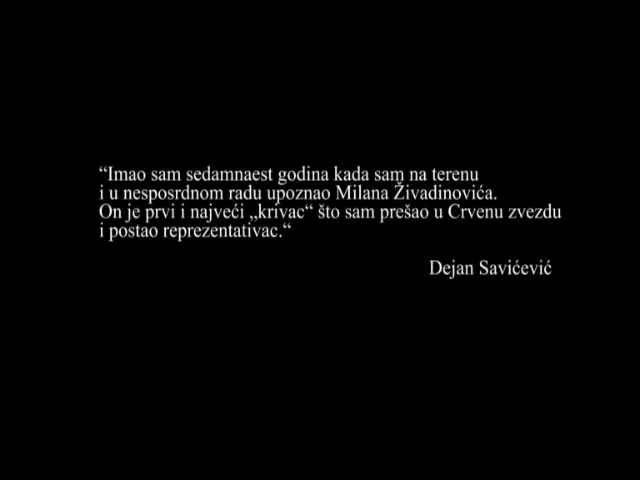 “Imao sam sedamnaest godina kada sam na terenu
i u nesposrdnom radu upoznao Milana Živadinovića.
On je prvi i najveći „krivac“ što sam prešao u Crvenu zvezdu
i postao reprezentativac.“
Dejan Savićević